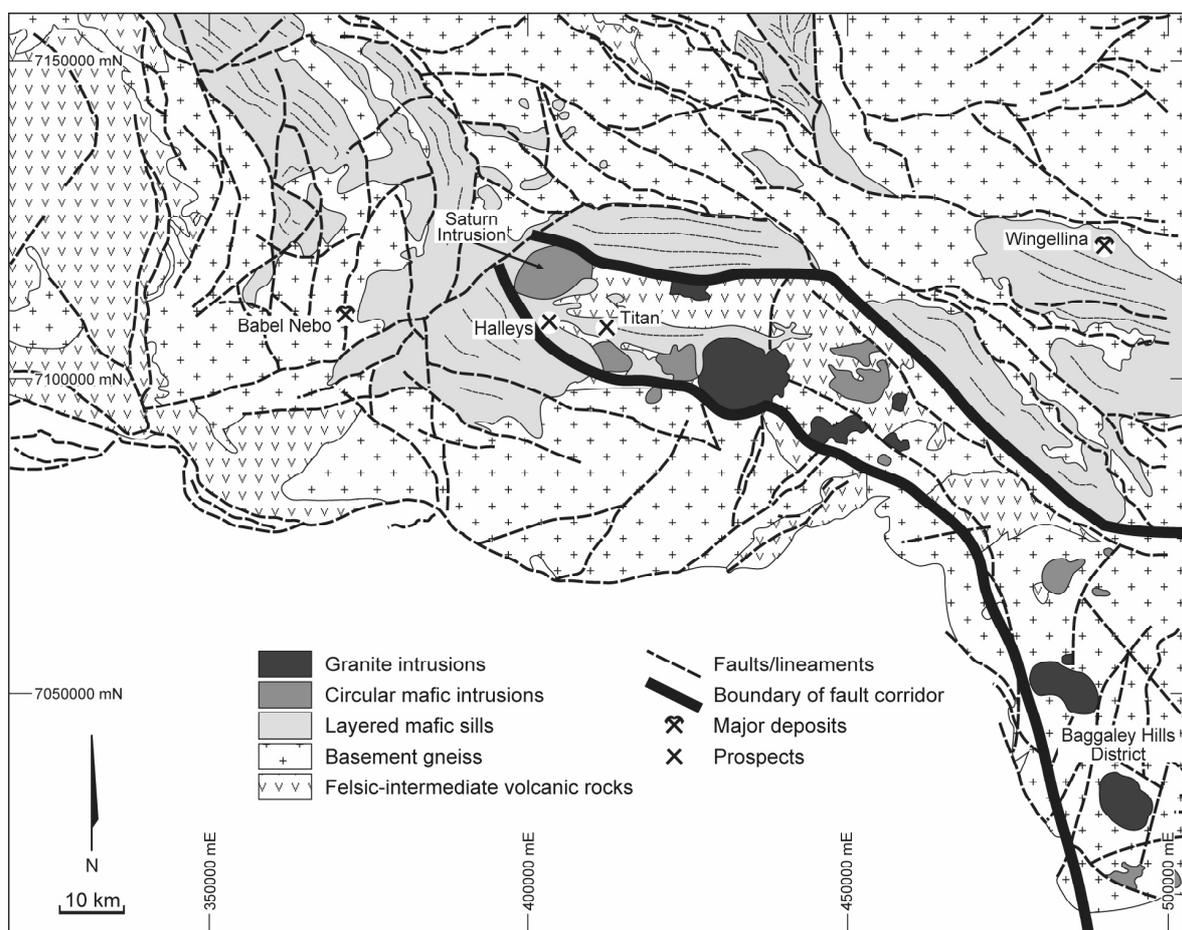 7150000 mN
Saturn
Intrusion
Wingellina
Babel Nebo
Halleys
Titan
7100000 mN
Granite intrusions
Circular mafic intrusions
Layered mafic sills
Basement gneiss
Felsic-intermediate volcanic rocks
Faults/lineaments
Boundary of fault corridor
Major deposits
Prospects
7050000 mN
Baggaley Hills
District
N
10 km
350000 mE
400000 mE
450000 mE
500000 mE